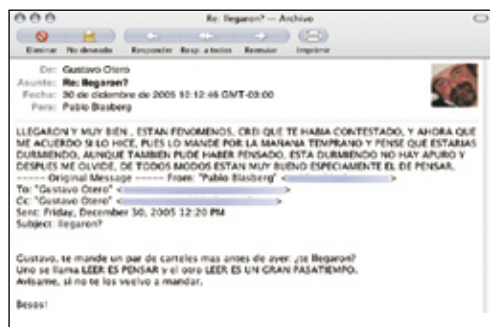 Re: llegaron? — Archivo
Eliminar No deseado Responder Resp. a todos Reenviar Imprimir
De: Gustavo Otero
Asunto: Re: llegaron?
Fecha: 30 de diciembre de 2005 10:12:46 GMT-03:00
Para: Pablo Blasberg
LLEGARON Y MUY BIEN , ESTAN FENOMENOS, CREI QUE TE HABIA CONTESTADO, Y AHORA QUE
ME ACUERDO SI LO HICE, PUES LO MANDE POR LA MAÑANA TEMPRANO Y PENSE QUE ESTARIAS
DURMIENDO, AUNQUE TAMBIEN PUDE HABER PENSADO, ESTA DURMIENDO NO HAY APURO Y
DESPUES ME OLVIDE, DE TODOS MODOS ESTAN MUY BUENO ESPECIALMENTE EL DE PENSAR.
----- Original Message ----- From: "Pablo Blasberg" <
To: "Gustavo Otero" < >
Cc: "Gustavo Otero" < >
Sent: Friday, December 30, 2005 12:20 PM
Subject: llegaron?
Gustavo, te mande un par de carteles mas antes de ayer: ¿te llegaron?
Uno se llama LEER ES PENSAR y el otro LEER ES UN GRAN PASATIEMPO.
Avisame, si no te los vuelvo a mandar.
Besos!